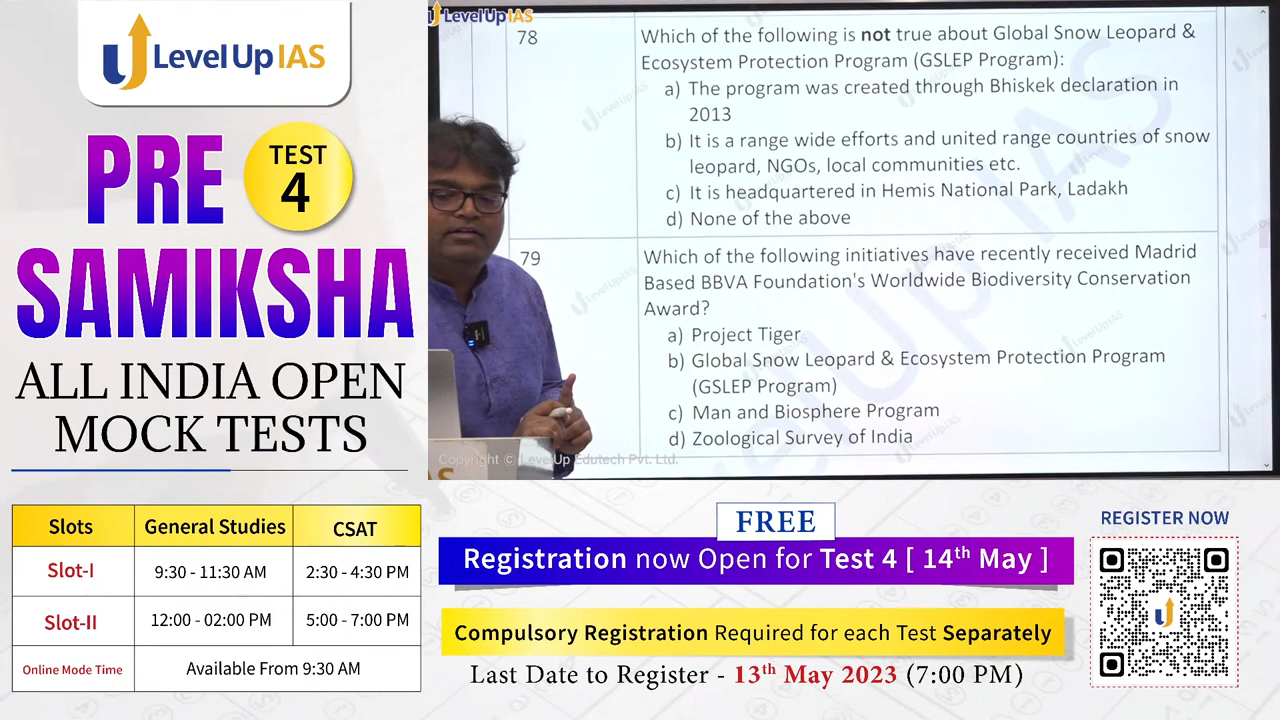 Level Up IAS
PRE
TEST
4
SAMIKSHA
ALL INDIA OPEN
MOCK TESTS
Slots
General Studies
CSAT
Slot-I
9:30 - 11:30 AM
2:30 - 4:30 PM
Slot-II
12:00 - 02:00 PM
5:00 - 7:00 PM
Online Mode Time
Available From 9:30 AM
Level Up IAS
78
Which of the following is not true about Global Snow Leopard &
Ecosystem Protection Program (GSLEP Program):
a) The program was created through Bhiskek declaration in
2013
b) It is a range wide efforts and united range countries of snow
leopard, NGOs, local communities etc.
c) It is headquartered in Hemis National Park, Ladakh
d) None of the above
79
Which of the following initiatives have recently received Madrid
Based BBVA Foundation's Worldwide Biodiversity Conservation
Award?
a) Project Tiger
b) Global Snow Leopard & Ecosystem Protection Program
(GSLEP Program)
c) Man and Biosphere Program
d) Zoological Survey of India
Copyright © LevelUp Edutech Pvt. Ltd.
FREE
Registration now Open for Test 4 [ 14th May ]
Compulsory Registration Required for each Test Separately
Last Date to Register - 13th May 2023 (7:00 PM)
REGISTER NOW